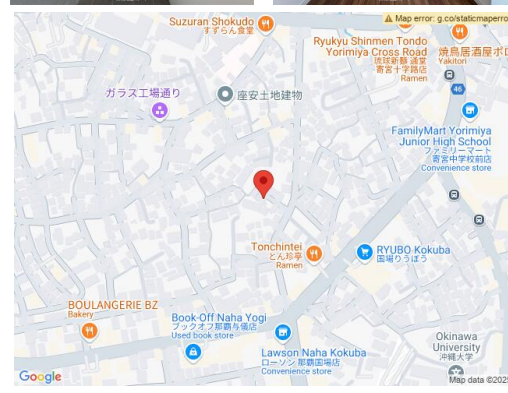 Suzuran Shokudo
すずらん食堂
Map error: g.co/staticmaperro
Ryukyu Shinmen Tondo
Yorimiya Cross Road
琉球新麺 通堂
寄宮十字路店
Ramen
焼鳥居酒屋ポロ
Yakitori
ガラス工場通り
座安土地建物
46
FamilyMart Yorimiya
Junior High School
ファミリーマート
寄宮中学校前店
Convenience store
Tonchintei
とん珍亭
Ramen
RYUBO Kokuba
国場りうぼう
BOULANGERIE BZ
Bakery
Book-Off Naha Yogi
ブックオフ那覇与儀店
Used book store
Lawson Naha Kokuba
ローソン 那覇国場店
Convenience store
Okinawa
University
沖縄大学
Google
Map data ©2025